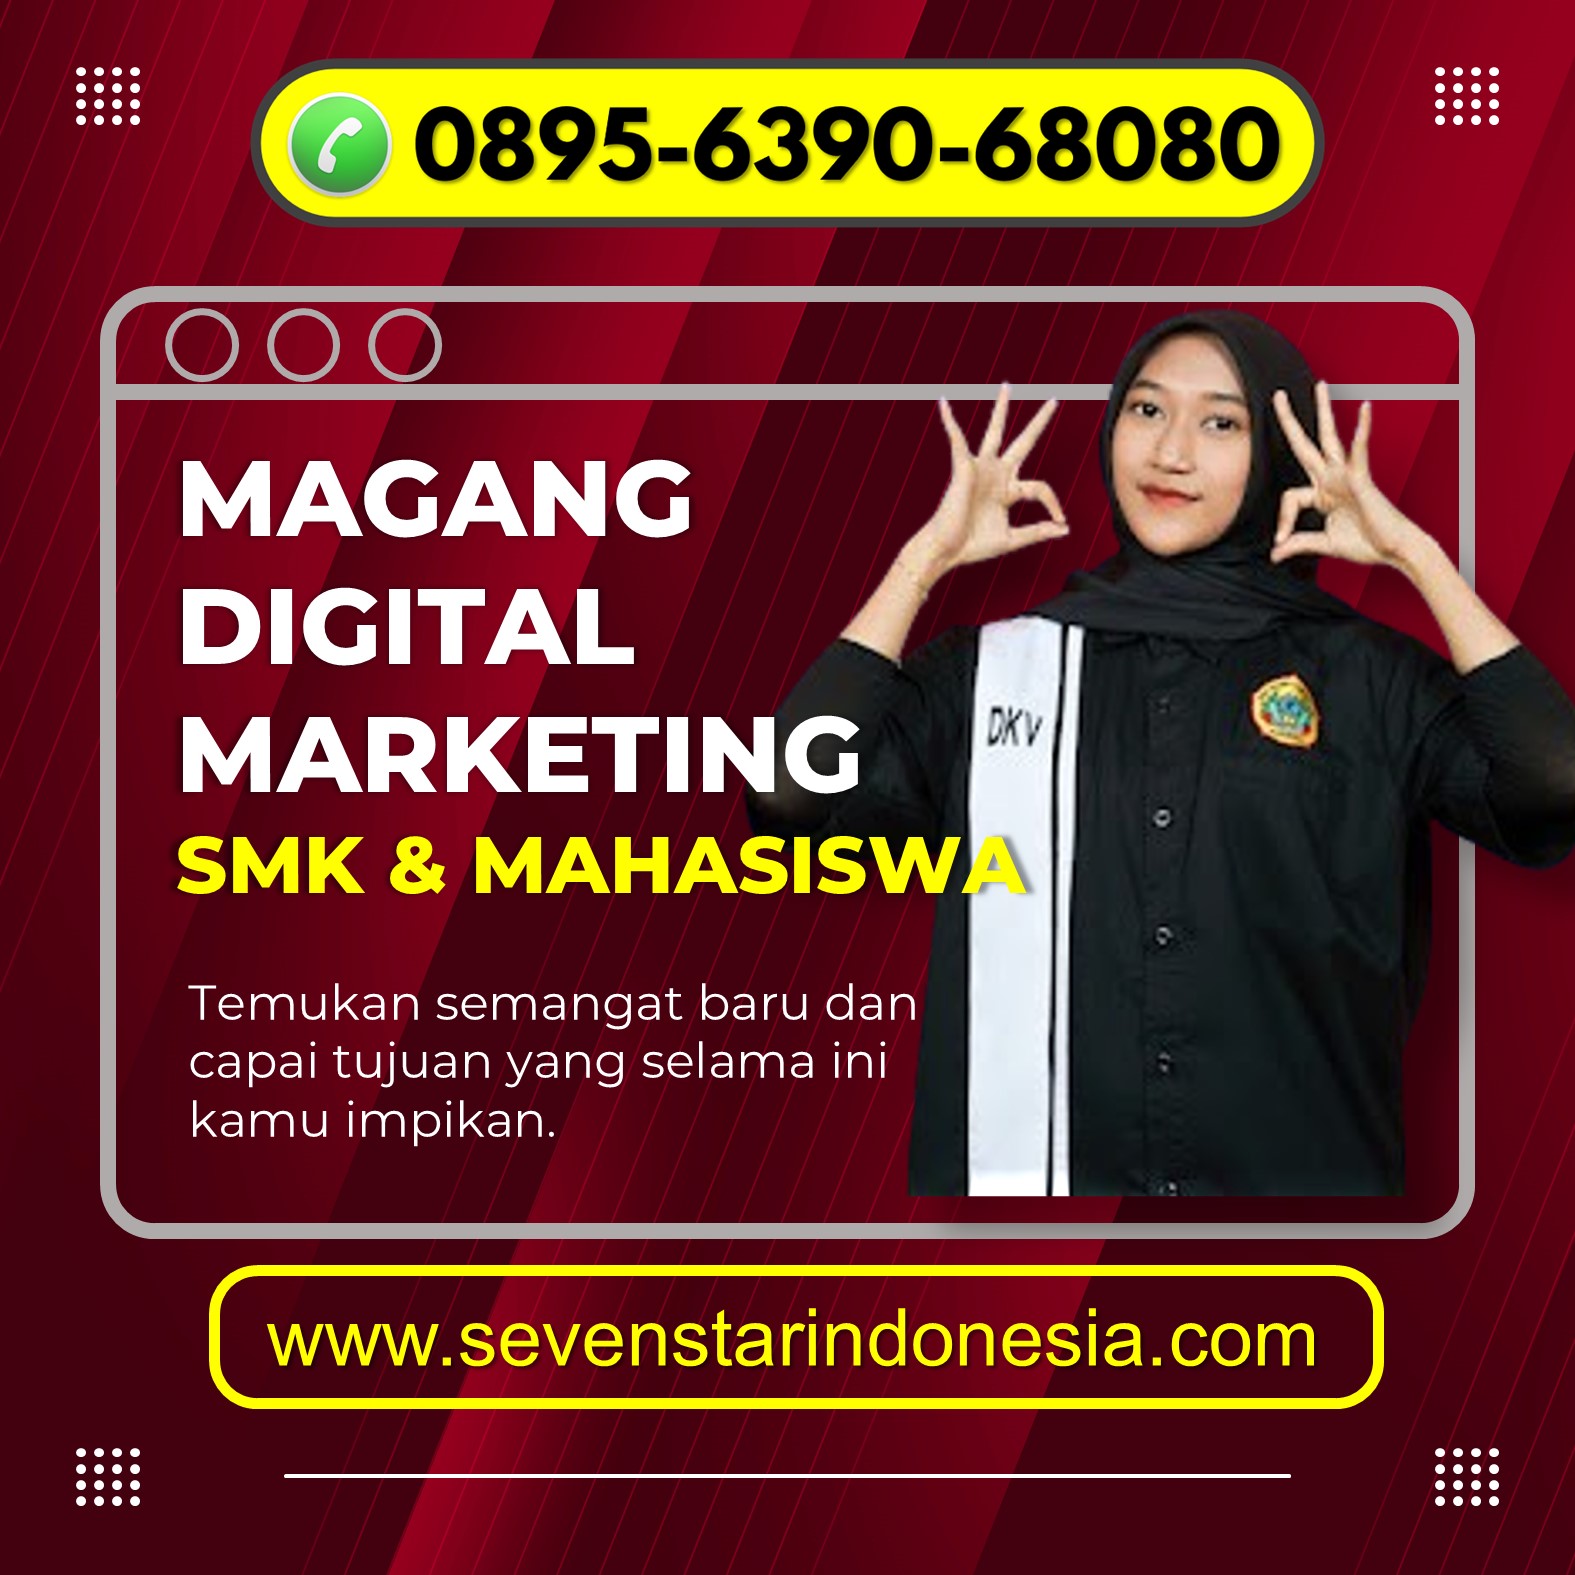 0895-6390-68080
MAGANG
DIGITAL
MARKETING
SMK & MAHASISWA
DKV
Temukan semangat baru dan
capai tujuan yang selama ini
kamu impikan.
www.sevenstarindonesia.com